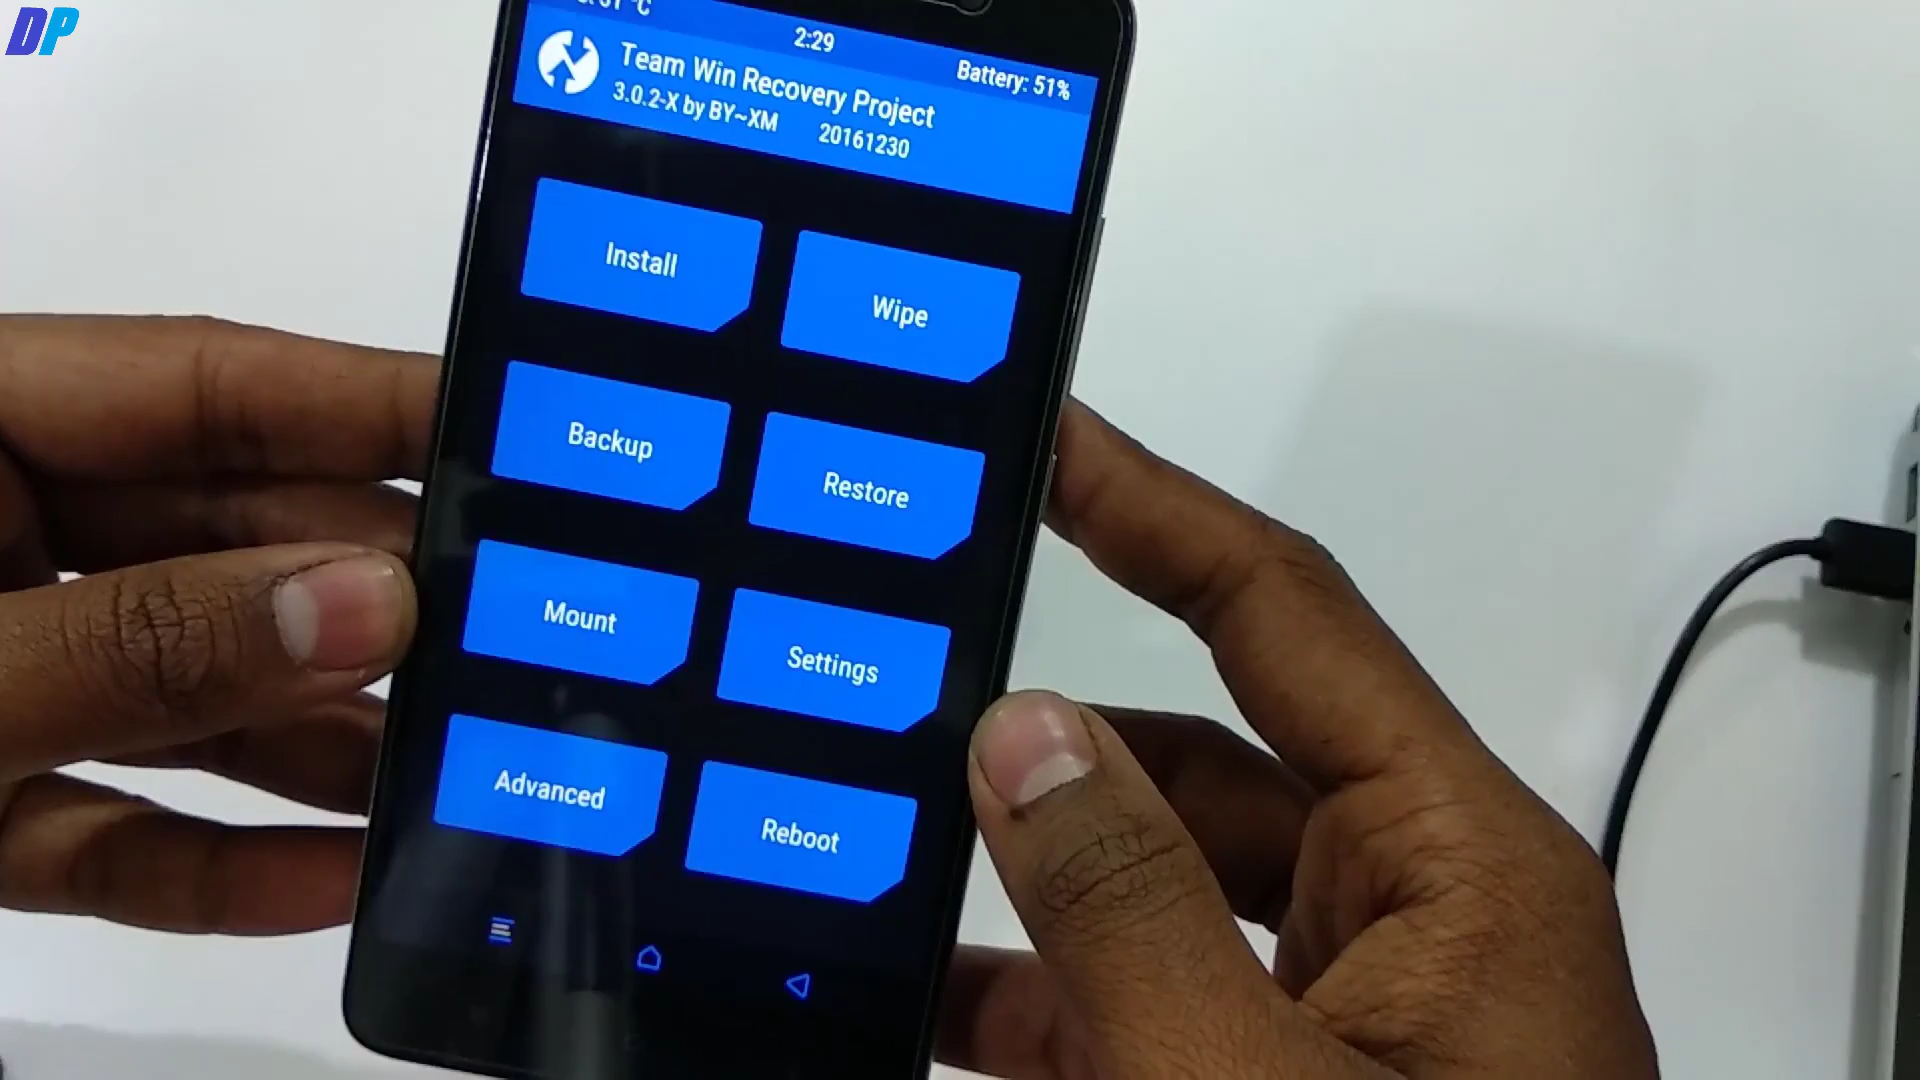 DP
2:29
Battery: 51%
Team Win Recovery Project
3.0.2-X by BY~XM 20161230
Install
Wipe
Backup
Restore
Mount
Settings
Advanced
Reboot